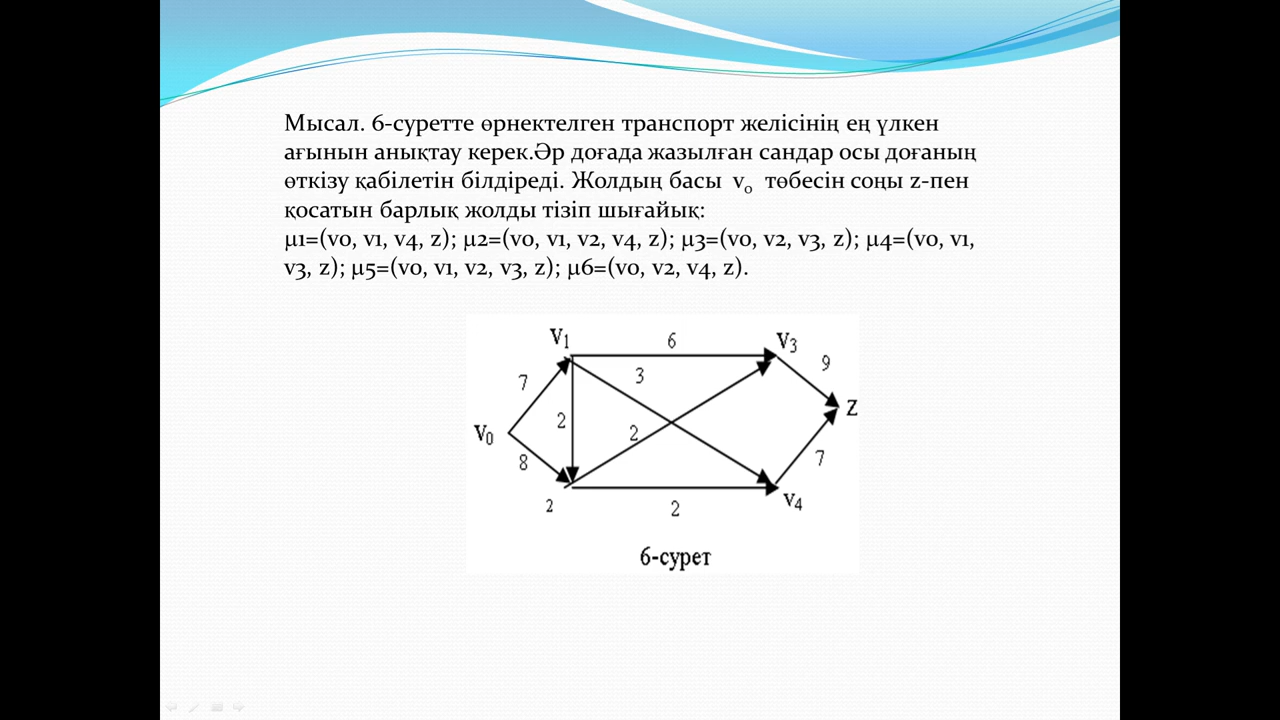 Мысал. 6-суретте өрнектелген транспорт желісінің ең үлкен
ағынын анықтау керек.Әр доғада жазылған сандар осы доғаның
өткізу қабілетін білдіреді. Жолдың басы v₀ төбесін соңы z-пен
қосатын барлық жолды тізіп шығайық:
μ1=(v0, v1, v4, z); μ2=(v0, v1, v2, v4, z); μ3=(v0, v2, v3, z); μ4=(v0, v1,
v3, z); μ5=(v0, v1, v2, v3, z); μ6=(v0, v2, v4, z).
V₁
6
V₃
9
3
7
2
2
Z
V₀
8
7
2
2
V₄
6-сурет